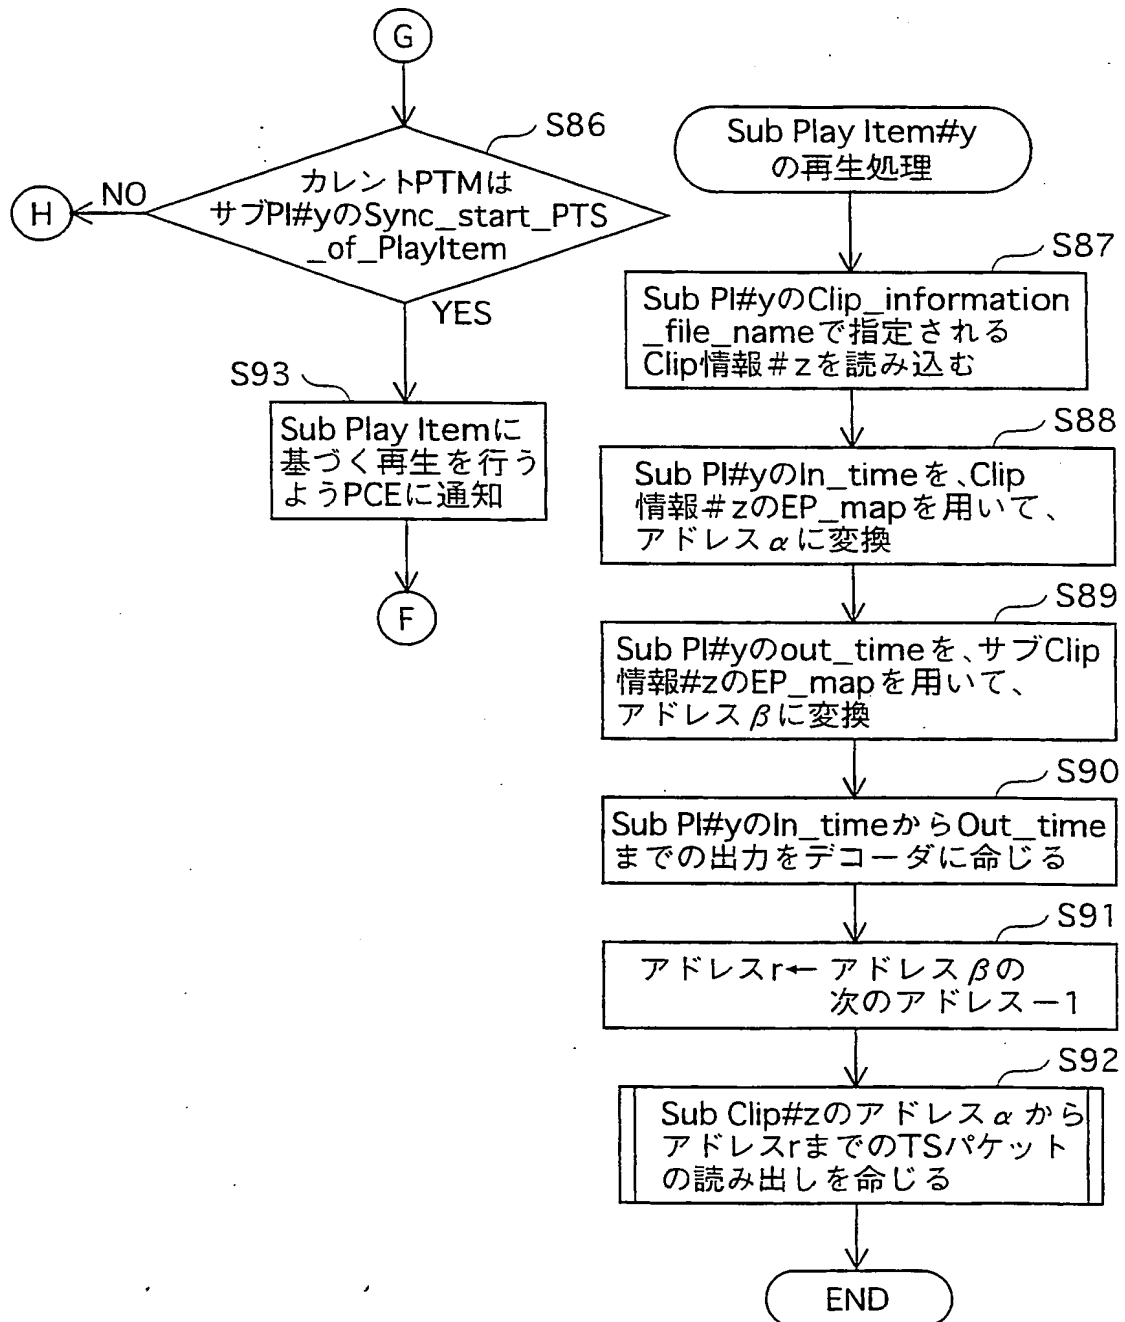 G
S86
カレントPTMは
サブPI#yのSync_start_PTS
_of_PlayItem
NO
H
YES
S93
Sub Play Itemに
基づく再生を行う
ようPCEに通知
F
Sub Play Item#y
の再生処理
S87
Sub PI#yのClip_information
_file_nameで指定される
Clip情報#zを読み込む
S88
Sub PI#yのIn_timeを、Clip
情報#zのEP_mapを用いて、
アドレスαに変換
S89
Sub PI#yのout_timeを、サブClip
情報#zのEP_mapを用いて、
アドレスβに変換
S90
Sub PI#yのIn_timeからOut_time
までの出力をデコーダに命じる
S91
アドレスr← アドレスβの
次のアドレス－1
S92
Sub Clip#zのアドレスαから
アドレスrまでのTSパケット
の読み出しを命じる
END